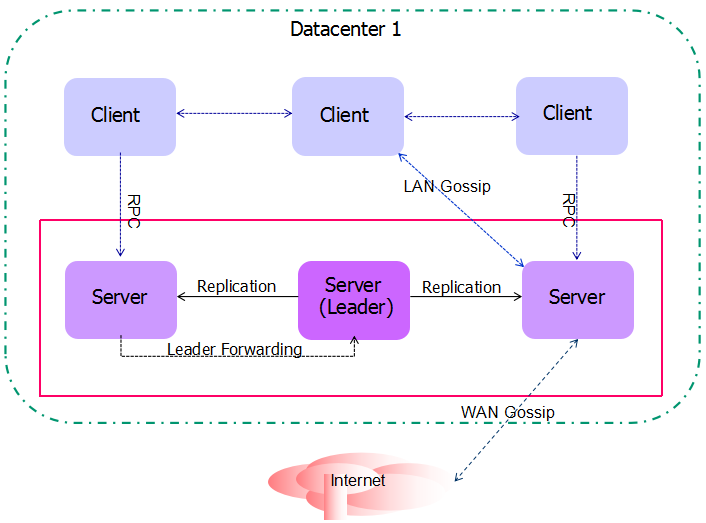 Datacenter 1
Client
Client
Client
LAN Gossip
RPC
RPC
Server
Replication
Server
(Leader)
Replication
Server
Leader Forwarding
WAN Gossip
Internet